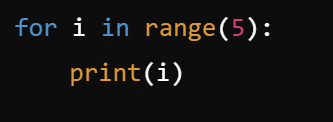 for i in range(5):
    print(i)